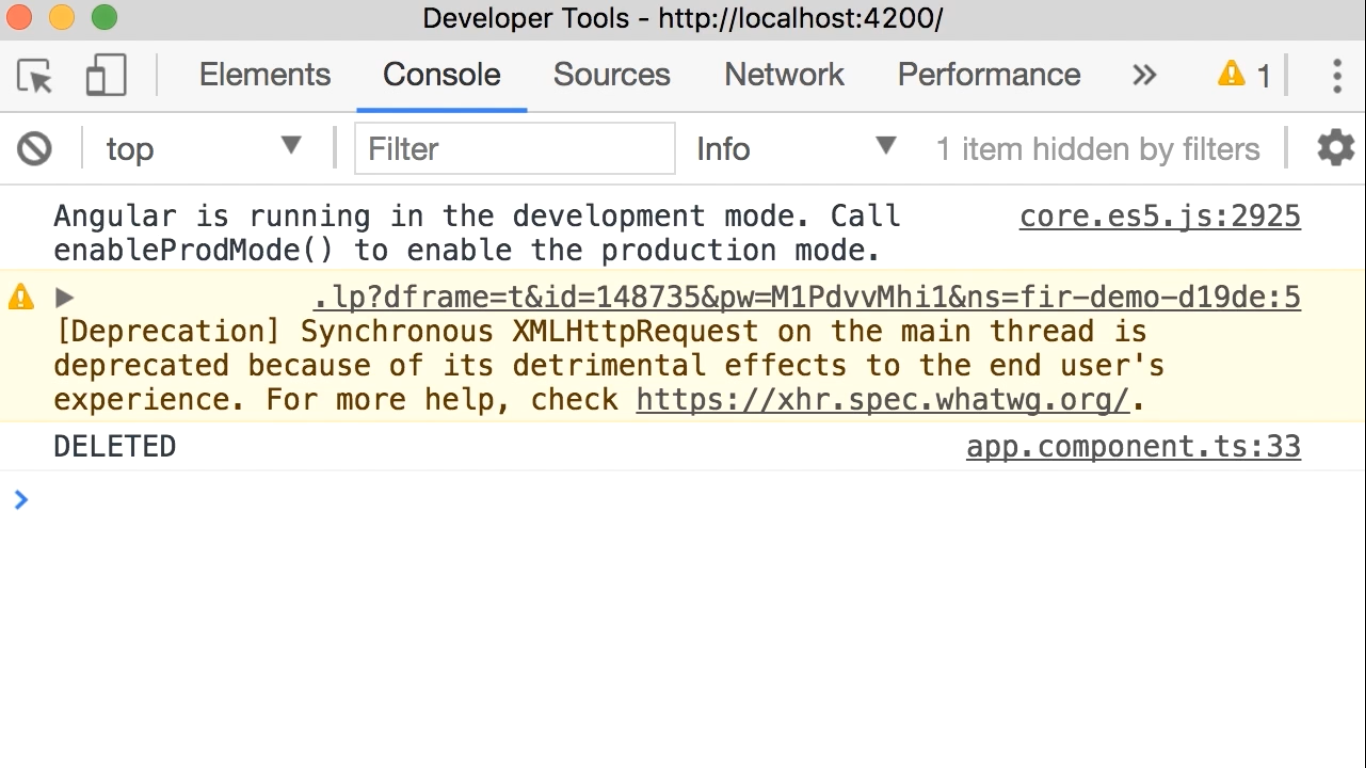 Developer Tools - http://localhost:4200/
Elements Console Sources Network Performance » 1
top Filter Info 1 item hidden by filters
Angular is running in the development mode. Call core.es5.js:2925
enableProdMode() to enable the production mode.
.lp?dframe=t&id=148735&pw=M1PdvvMhi1&ns=fir-demo-d19de:5
[Deprecation] Synchronous XMLHttpRequest on the main thread is
deprecated because of its detrimental effects to the end user's
experience. For more help, check https://xhr.spec.whatwg.org/.
DELETED app.component.ts:33